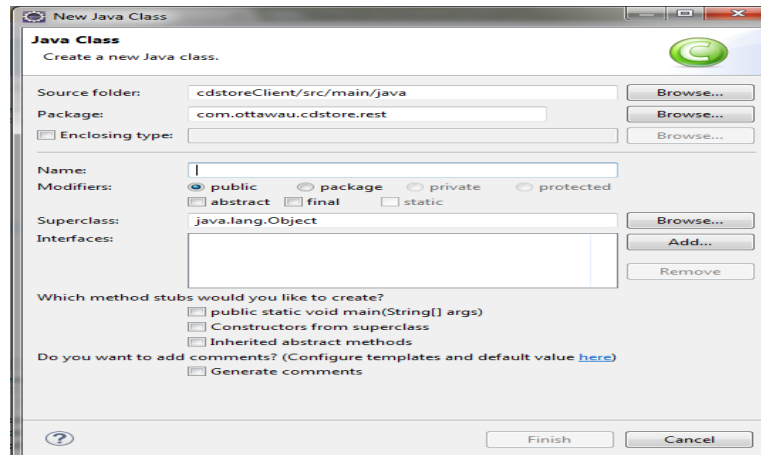 New Java Class
Java Class
Create a new Java class.
Source folder: cdstoreClient/src/main/java Browse...
Package: com.ottawau.cdstore.rest Browse...
Enclosing type: Browse...
Name:
Modifiers: public package private protected
abstract final static
Superclass: java.lang.Object Browse...
Interfaces: Add...
Remove
Which method stubs would you like to create?
public static void main(String[] args)
Constructors from superclass
Inherited abstract methods
Do you want to add comments? (Configure templates and default value here)
Generate comments
? Finish Cancel